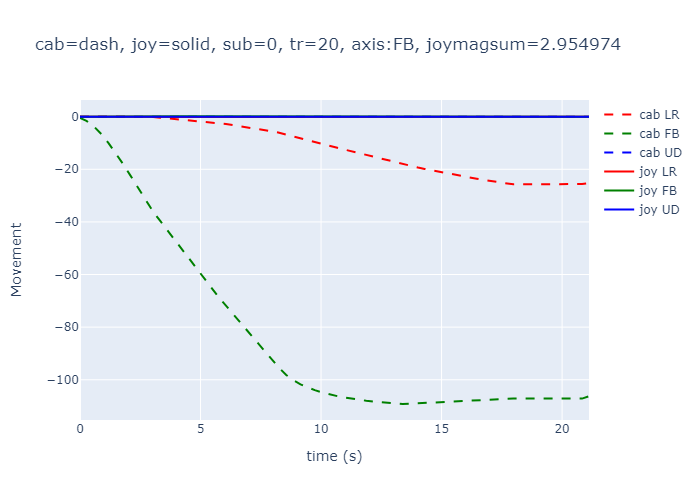 cab=dash, joy=solid, sub=0, tr=20, axis:FB, joymagsum=2.954974
0
−20
−40
−60
−80
−100
Movement
0 5 10 15 20
time (s)
cab LR
cab FB
cab UD
joy LR
joy FB
joy UD